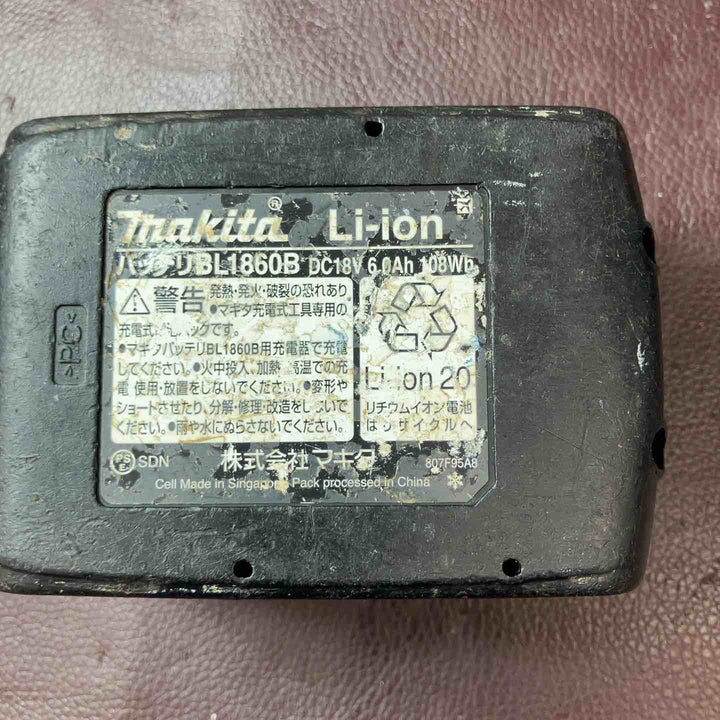 makita Li-ion
バッテリBL1860B DC18V 6.0Ah 108Wh
警告 発熱・発火・破裂の恐れあり
•マキタ充電式工具専用の
充電式 ックです。
•マキタバッテリBL1860B用充電器で充電
してください。•火中投入、加熱、高温での充
電、使用・放置をしないでください。•変形や
ショートさせたり、分解・修理・改造をしないで
ください。•雨や水にぬらさないでください。
Li-ion 20
リチウムイオン電池
はリサイクルへ
PS
E SDN 株式会社マキタ 807F95A8
Cell Made in Singapore Pack processed in China
>PC<